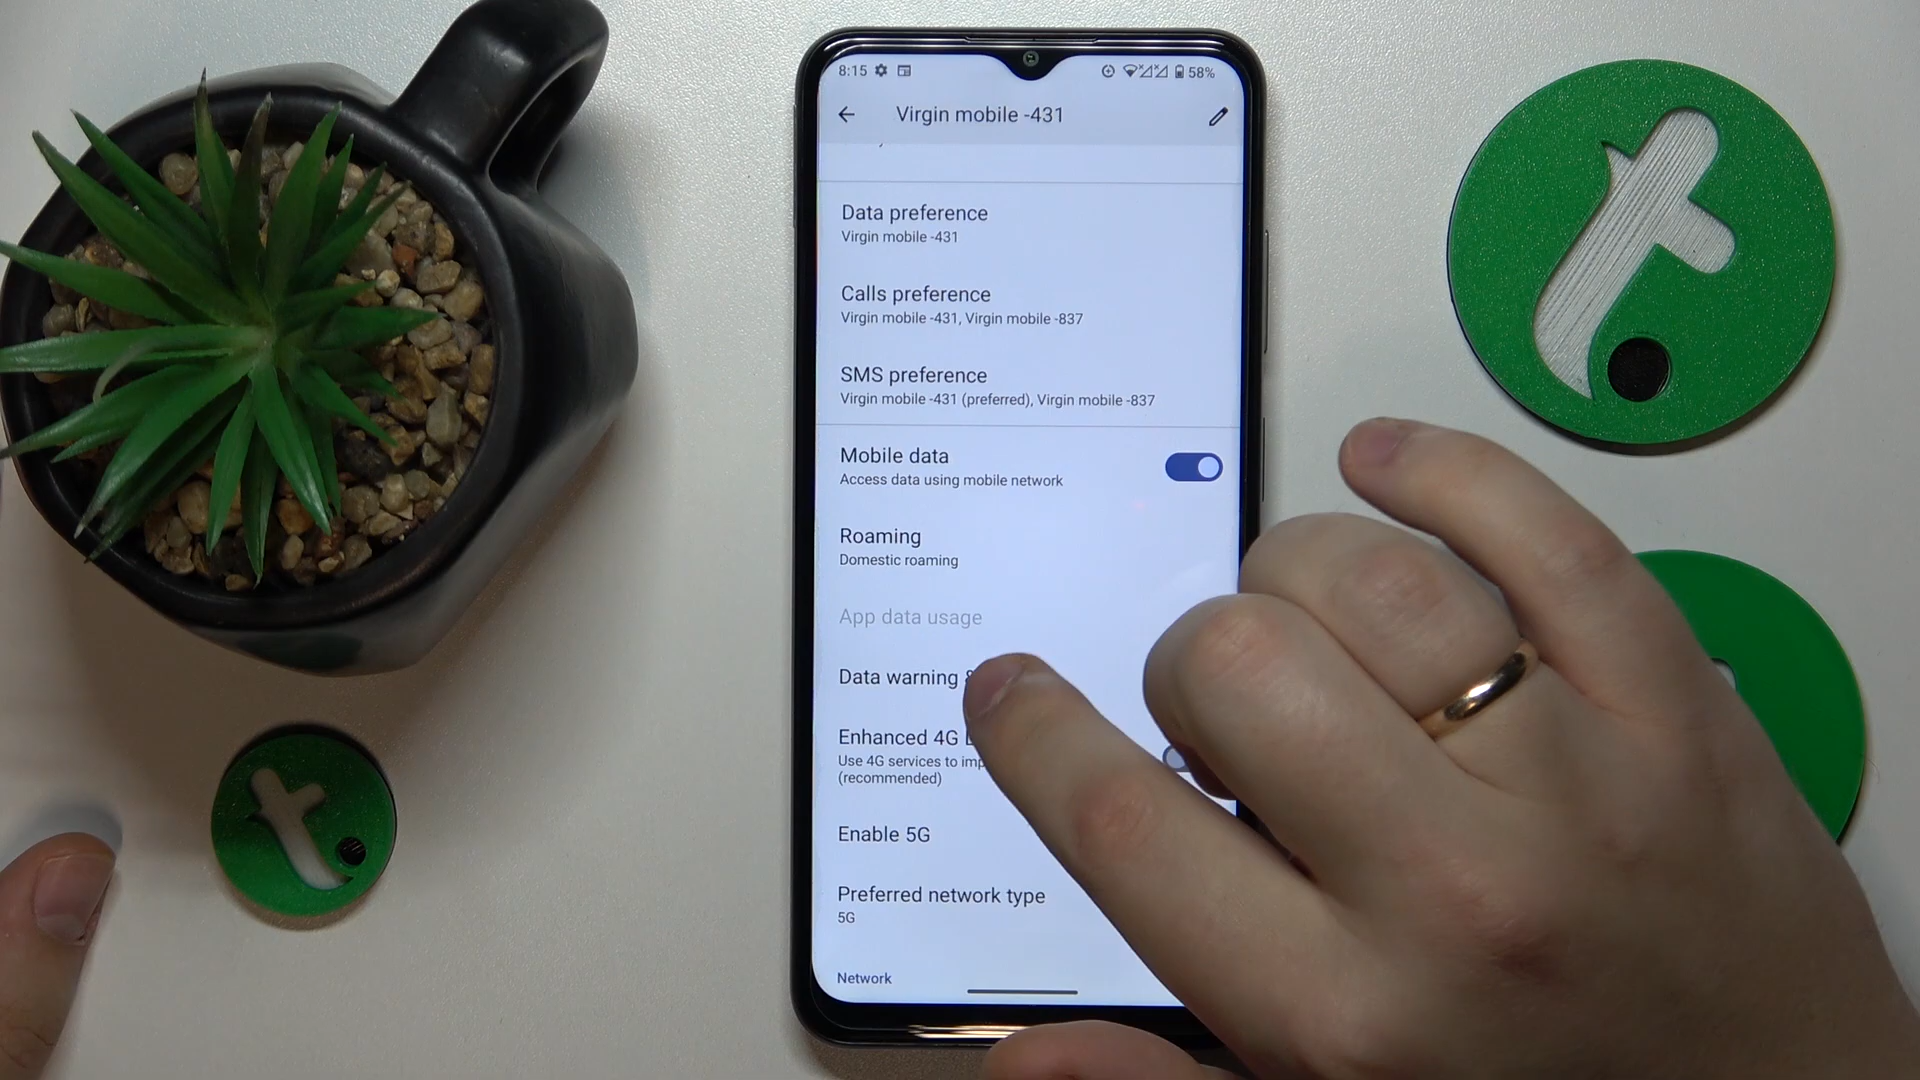 8:15 58%
Virgin mobile -431
Data preference
Virgin mobile -431
Calls preference
Virgin mobile -431, Virgin mobile -837
SMS preference
Virgin mobile -431 (preferred), Virgin mobile -837
Mobile data
Access data using mobile network
Roaming
Domestic roaming
App data usage
Data warning
Enhanced 4G
Use 4G services to
(recommended)
Enable 5G
Preferred network type
5G
Network
t.
t.